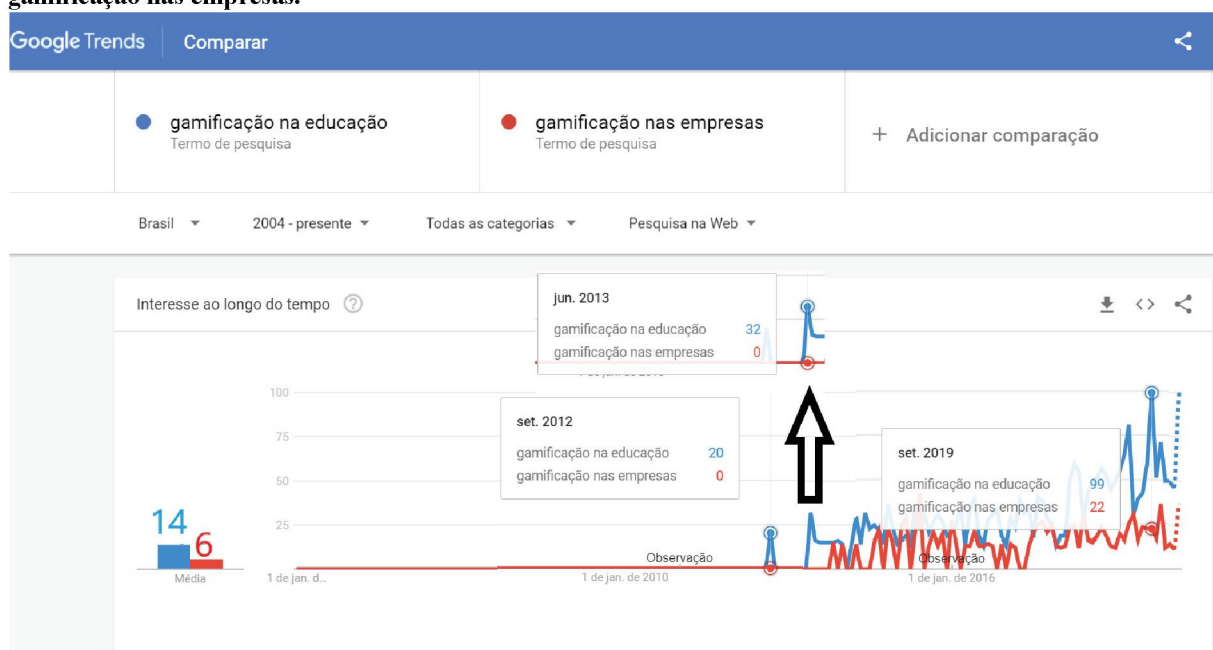 gamificação nas empresas.
Google Trends Comparar
gamificação na educação
Termo de pesquisa
gamificação nas empresas
Termo de pesquisa
+ Adicionar comparação
Brasil 2004 - presente Todas as categorias Pesquisa na Web
Interesse ao longo do tempo ?
jun. 2013
gamificação na educação 32
gamificação nas empresas 0
100
75
50
25
set. 2012
gamificação na educação 20
gamificação nas empresas 0
set. 2019
gamificação na educação 99
gamificação nas empresas 22
14
6
Média
Observação
Observação
1 de jan. d...
1 de jan. de 2010
1 de jan. de 2016